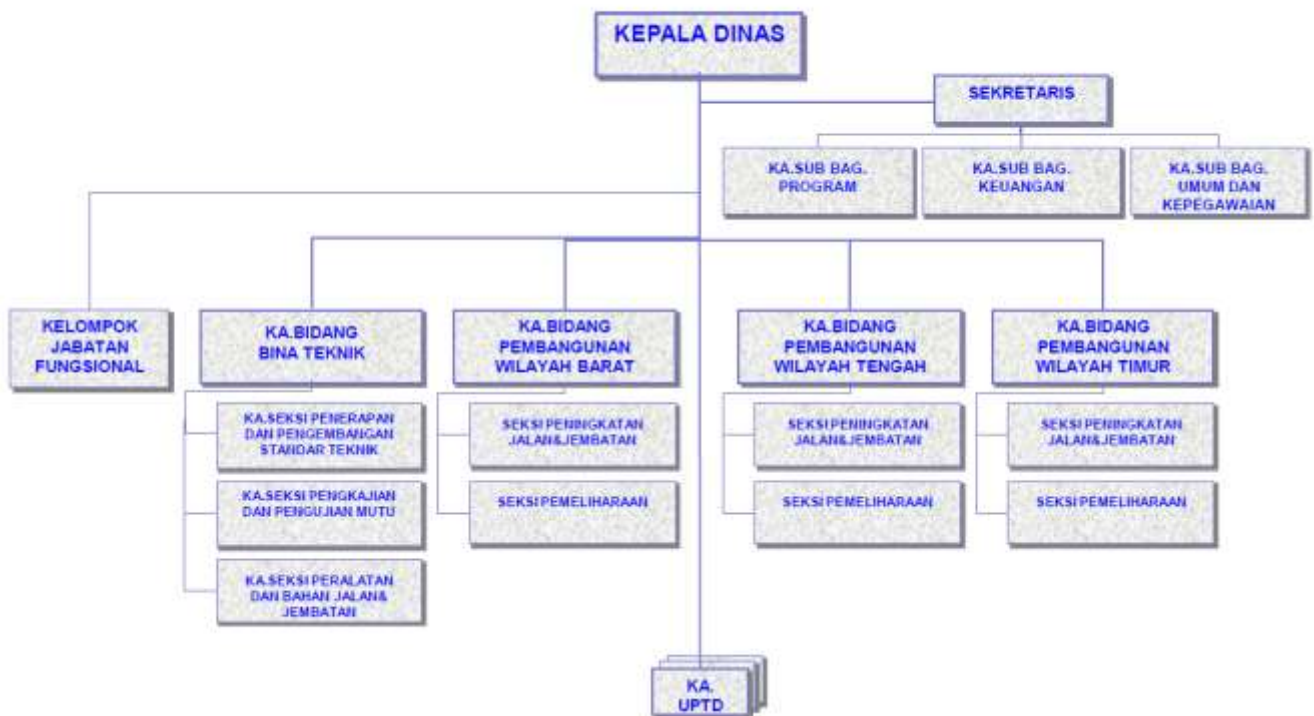 KEPALA DINAS
SEKRETARIS
KA.SUB BAG.
PROGRAM
KA.SUB BAG.
KEUANGAN
KA.SUB BAG.
UMUM DAN
KEPEGAWAIAN
KELOMPOK
JABATAN
FUNGSIONAL
KA.BIDANG
BINA TEKNIK
KA.BIDANG
PEMBANGUNAN
WILAYAH BARAT
KA.BIDANG
PEMBANGUNAN
WILAYAH TENGAH
KA.BIDANG
PEMBANGUNAN
WILAYAH TIMUR
KA.SEKSI PENERAPAN
DAN PENGEMBANGAN
STANDAR TEKNIK
SEKSI PENINGKATAN
JALAN&JEMBATAN
SEKSI PENINGKATAN
JALAN&JEMBATAN
SEKSI PENINGKATAN
JALAN&JEMBATAN
KA.SEKSI PENGKAJIAN
DAN PENGUJIAN MUTU
SEKSI PEMELIHARAAN
SEKSI PEMELIHARAAN
SEKSI PEMELIHARAAN
KA.SEKSI PERALATAN
DAN BAHAN JALAN&
JEMBATAN
KA.
UPTD